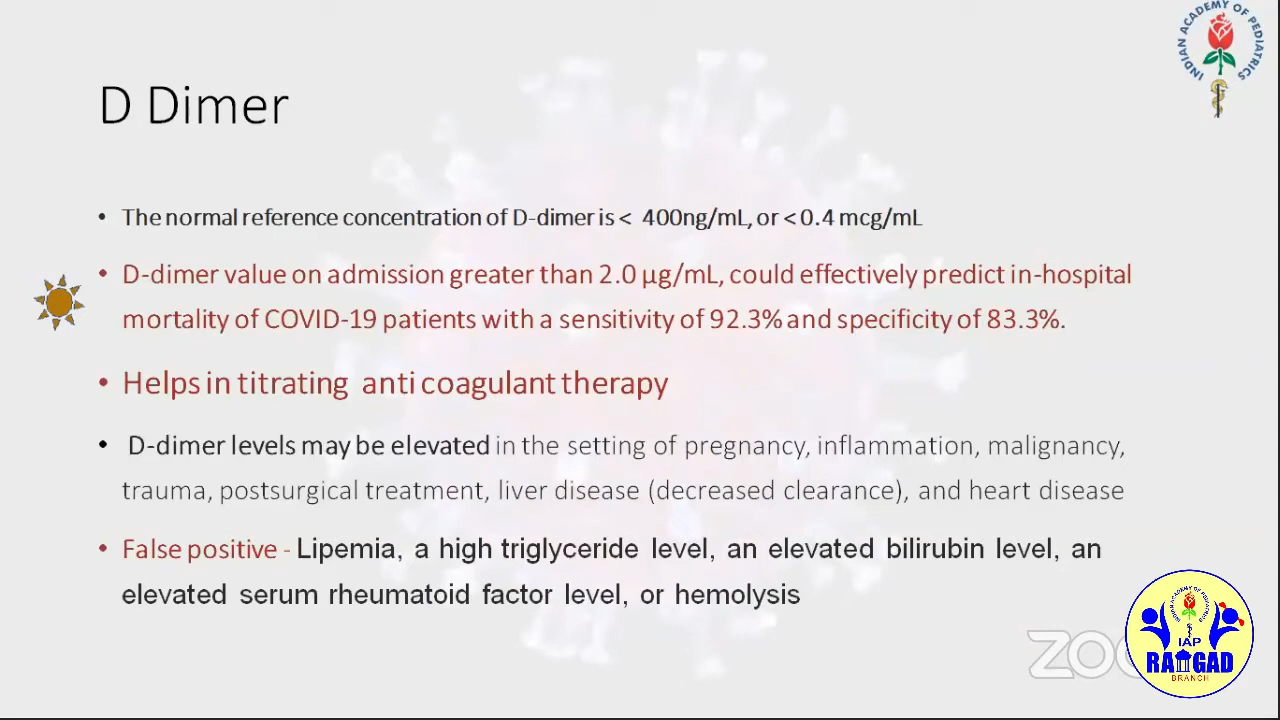 INDIAN ACADEMY OF PEDIATRICS
D Dimer
• The normal reference concentration of D-dimer is < 400ng/mL, or < 0.4 mcg/mL
• D-dimer value on admission greater than 2.0 µg/mL, could effectively predict in-hospital
mortality of COVID-19 patients with a sensitivity of 92.3% and specificity of 83.3%.
• Helps in titrating anti coagulant therapy
• D-dimer levels may be elevated in the setting of pregnancy, inflammation, malignancy,
trauma, postsurgical treatment, liver disease (decreased clearance), and heart disease
• False positive - Lipemia, a high triglyceride level, an elevated bilirubin level, an
elevated serum rheumatoid factor level, or hemolysis
INDIAN ACADEMY OF PEDIATRICS
IAP
RAIGAD
BRANCH